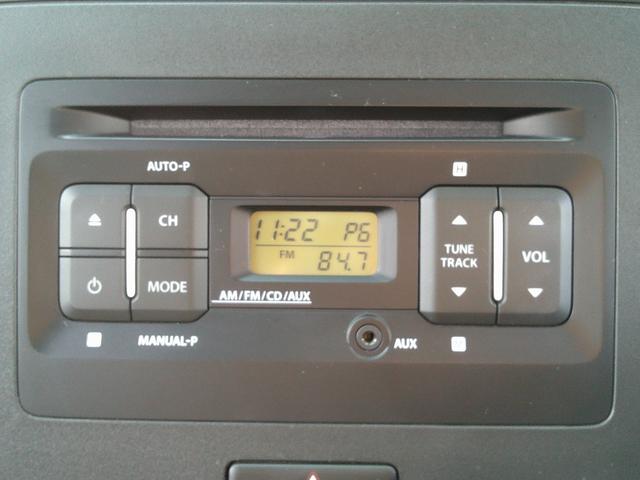 AUTO-P
H
CH
11:22 P6
TUNE
TRACK
VOL
FM 84.7
MODE
AM/FM/CD/AUX
MANUAL-P
AUX